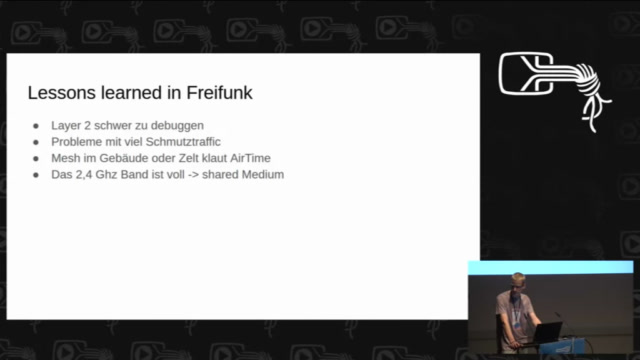 Lessons learned in Freifunk
Layer 2 schwer zu debuggen
Probleme mit viel Schmutztraffic
Mesh im Gebäude oder Zelt klaut AirTime
Das 2,4 Ghz Band ist voll -> shared Medium